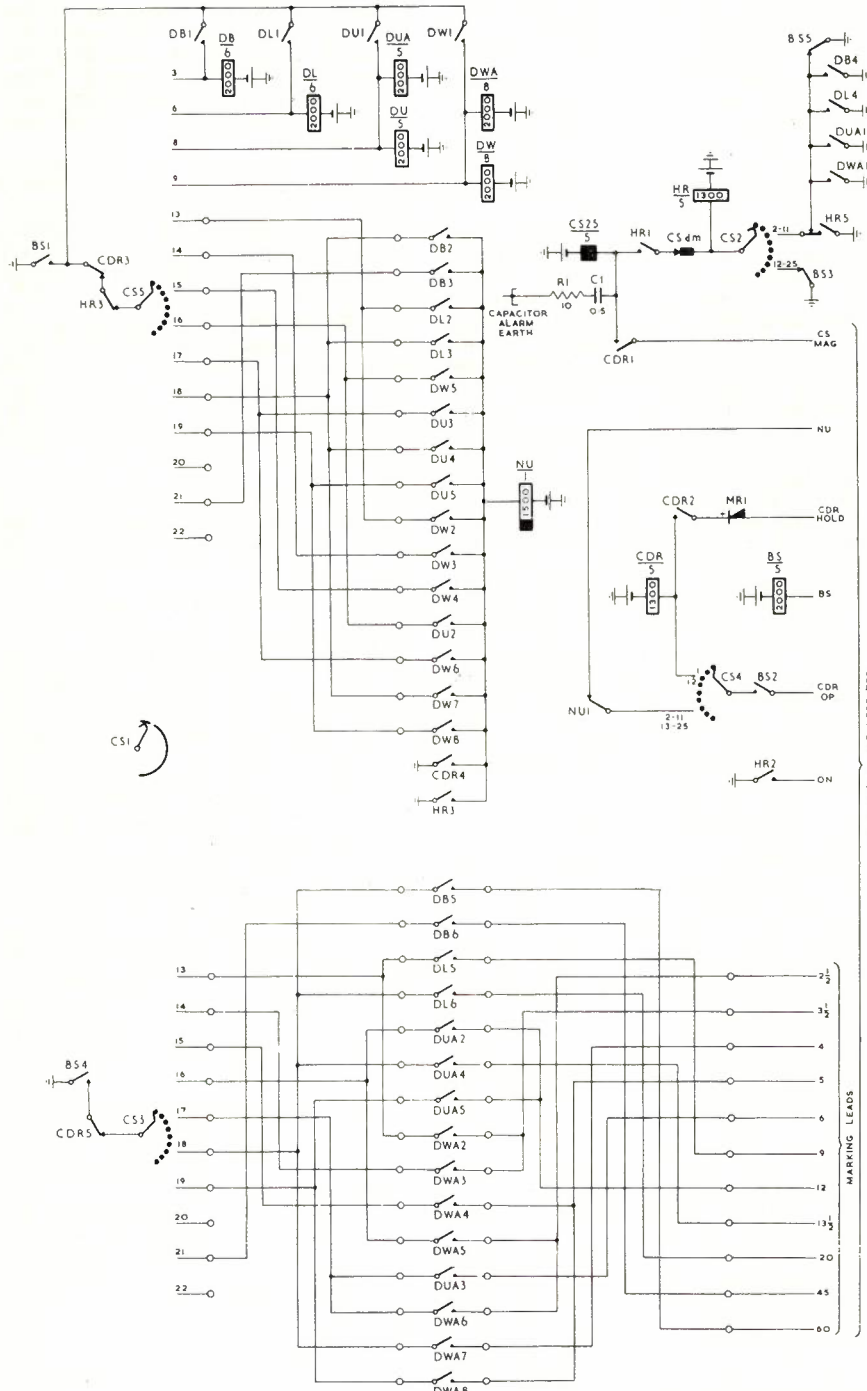 DB1
DL1
DU1
DW1
DB
6
2000
DL
6
2000
DUA
5
2000
DU
5
2000
DWA
8
2000
DW
8
2000
3
6
8
9
BS5
DB4
DL4
DUA1
DWA1
HR
5
1300
HR5
HR1
CSdm
CS2
2-11
12-25
BS3
CS25
5
R1
10
C1
0.5
CAPACITOR
ALARM
EARTH
CDR1
CS
MAG
BS1
CDR3
HR3
CS5
13
14
15
16
17
18
19
20
21
22
DB2
DB3
DL2
DL3
DW5
DU3
DU4
DU5
DW2
DW3
DW4
DU2
DW6
DW7
DW8
CDR4
HR3
NU
1
1500
NU
CDR2
MR1
+
CDR
HOLD
CDR
5
1300
BS
5
2000
BS
CS4
BS2
CDR
OP
NU1
2-11
13-25
HR2
ON
CS1
BS4
CDR5
CS3
13
14
15
16
17
18
19
20
21
22
DB5
DB6
DL5
DL6
DUA2
DUA4
DUA5
DWA2
DWA3
DWA4
DWA5
DUA3
DWA6
DWA7
DWA8
2½
3½
4
5
6
9
12
13½
20
45
60
MARKING LEADS